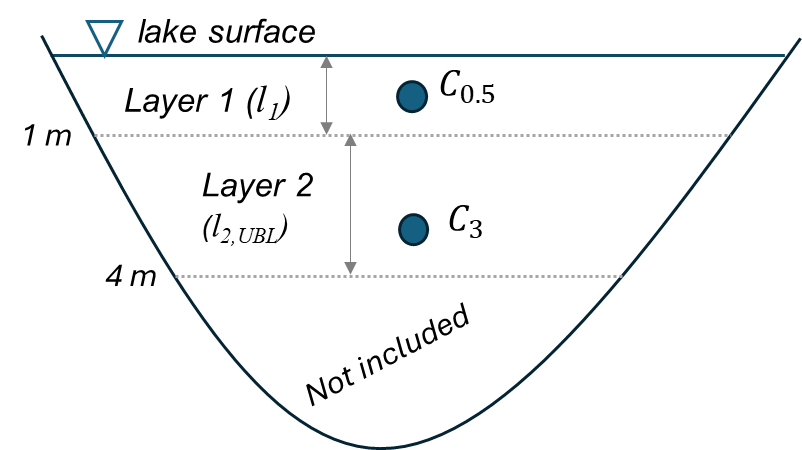 lake surface
Layer 1 (l₁)
C₀.₅
1 m
Layer 2
(l₂,UBL)
C₃
4 m
Not included